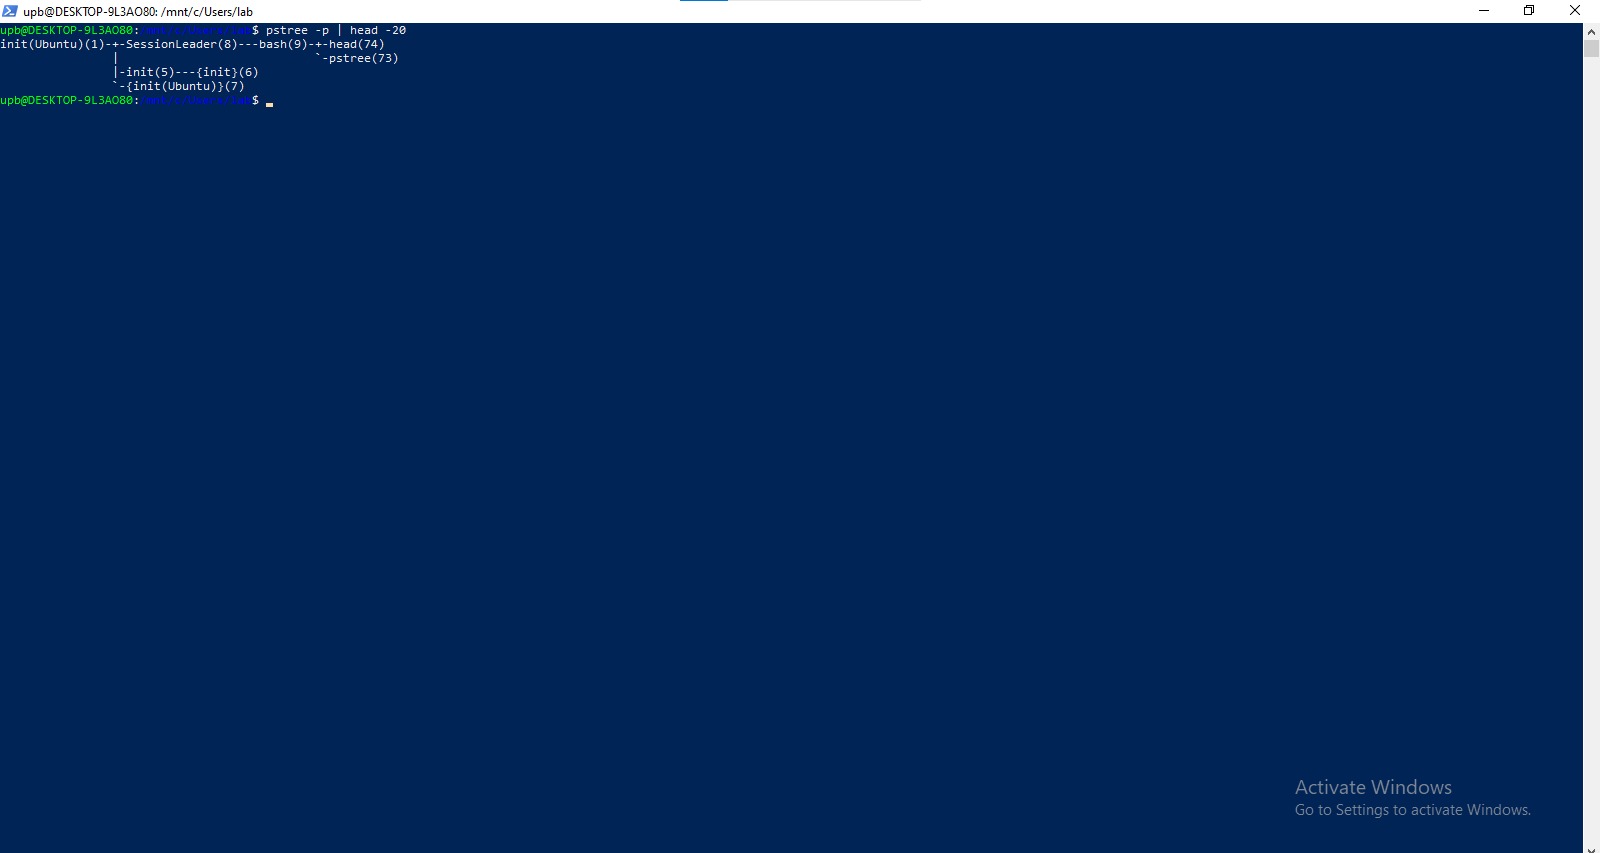 upb@DESKTOP-9L3AO80: /mnt/c/Users/lab
upb@DESKTOP-9L3AO80:/mnt/c/Users/lab$ pstree -p | head -20
init(Ubuntu)(1)-+-SessionLeader(8)---bash(9)-+-head(74)
                |                            `-pstree(73)
                |-init(5)---{init}(6)
                `-{init(Ubuntu)}(7)
upb@DESKTOP-9L3AO80:/mnt/c/Users/lab$
Activate Windows
Go to Settings to activate Windows.